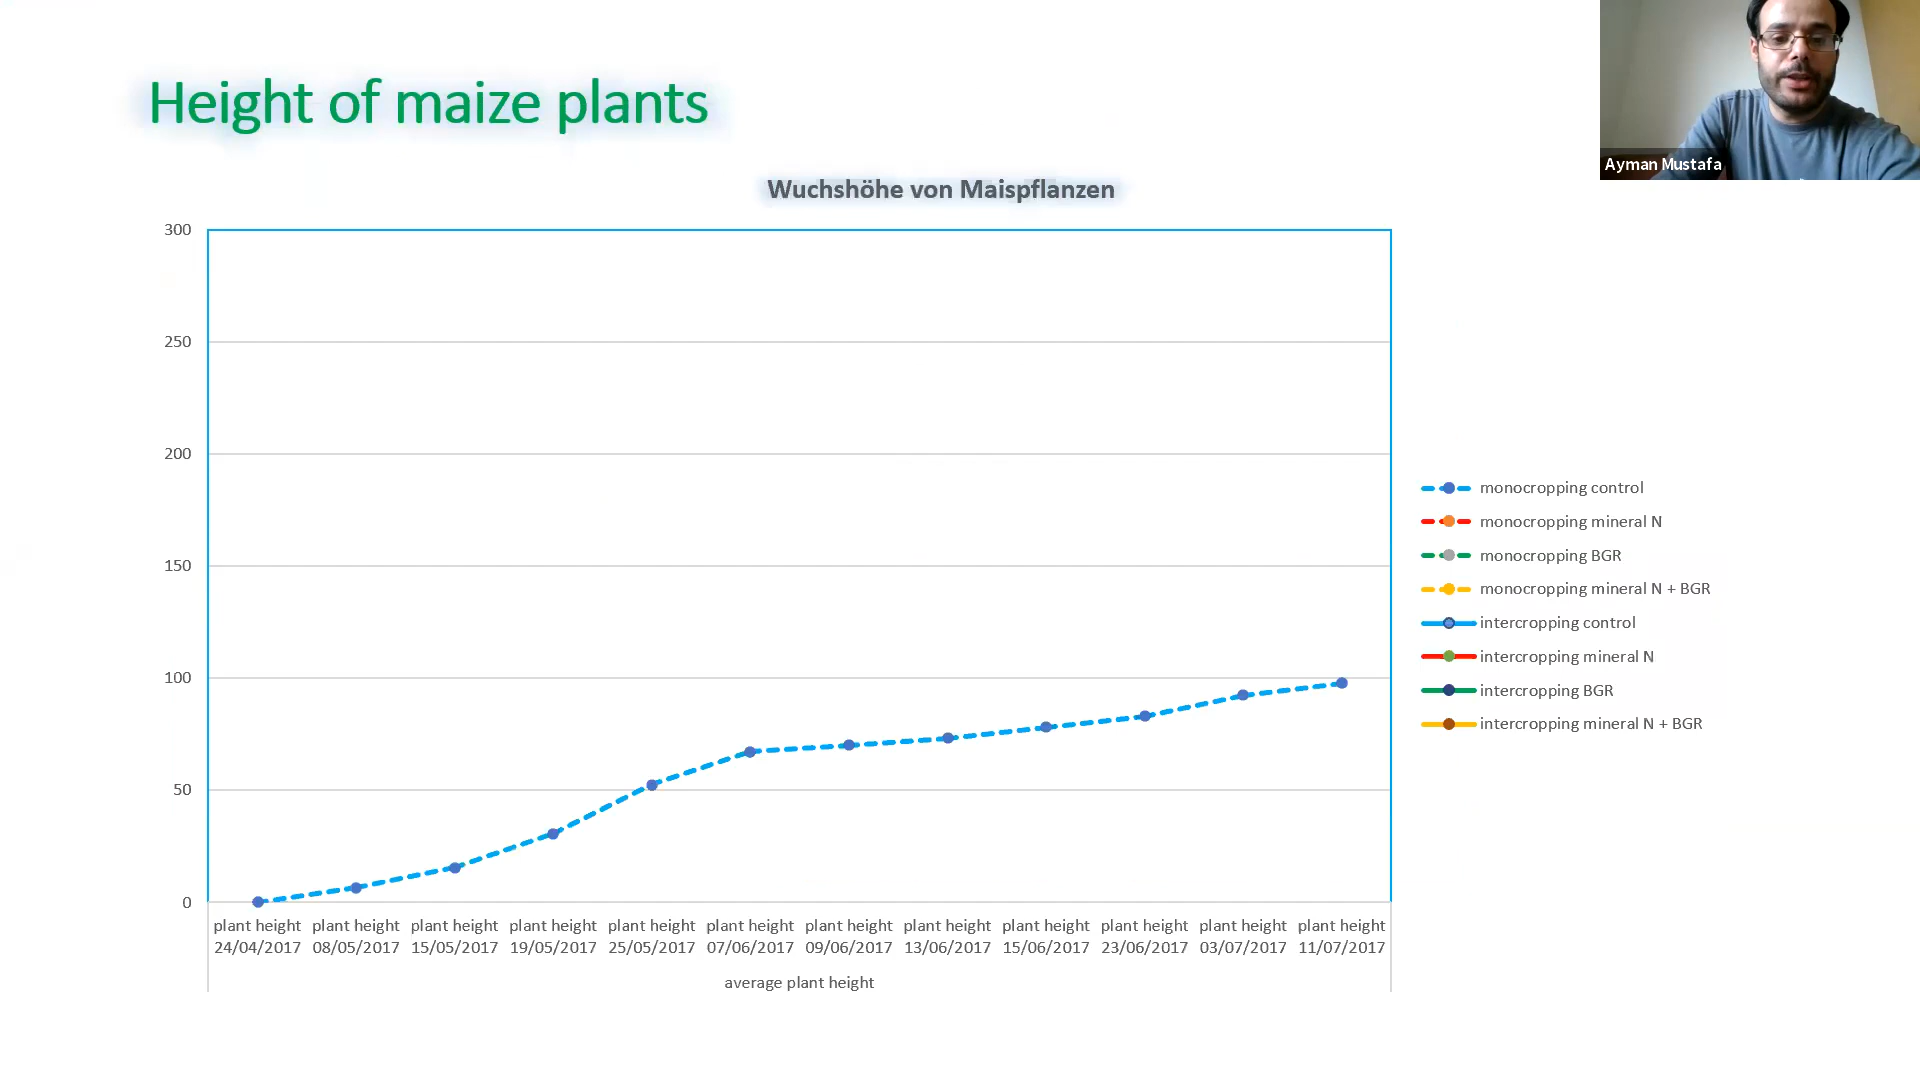 Height of maize plants
Ayman Mustafa
Wuchshöhe von Maispflanzen
300
250
200
150
100
50
0
plant height plant height plant height plant height plant height plant height plant height plant height plant height plant height plant height plant height
24/04/2017 08/05/2017 15/05/2017 19/05/2017 25/05/2017 07/06/2017 09/06/2017 13/06/2017 15/06/2017 23/06/2017 03/07/2017 11/07/2017
average plant height
monocropping control
monocropping mineral N
monocropping BGR
monocropping mineral N + BGR
intercropping control
intercropping mineral N
intercropping BGR
intercropping mineral N + BGR